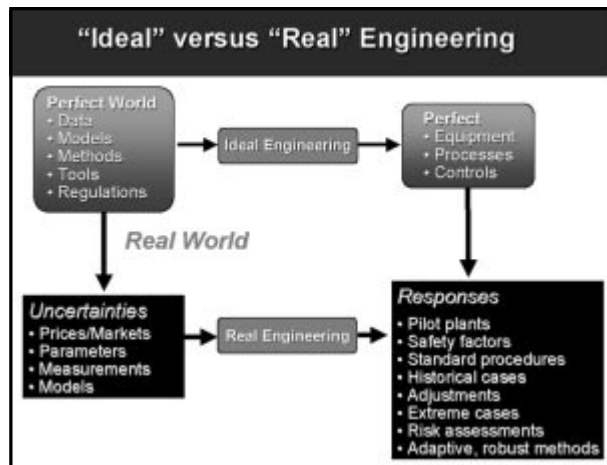 “Ideal” versus “Real” Engineering
Perfect World
• Data
• Models
• Methods
• Tools
• Regulations
Ideal Engineering
Perfect
• Equipment
• Processes
• Controls
Real World
Uncertainties
• Prices/Markets
• Parameters
• Measurements
• Models
Real Engineering
Responses
• Pilot plants
• Safety factors
• Standard procedures
• Historical cases
• Adjustments
• Extreme cases
• Risk assessments
• Adaptive, robust methods